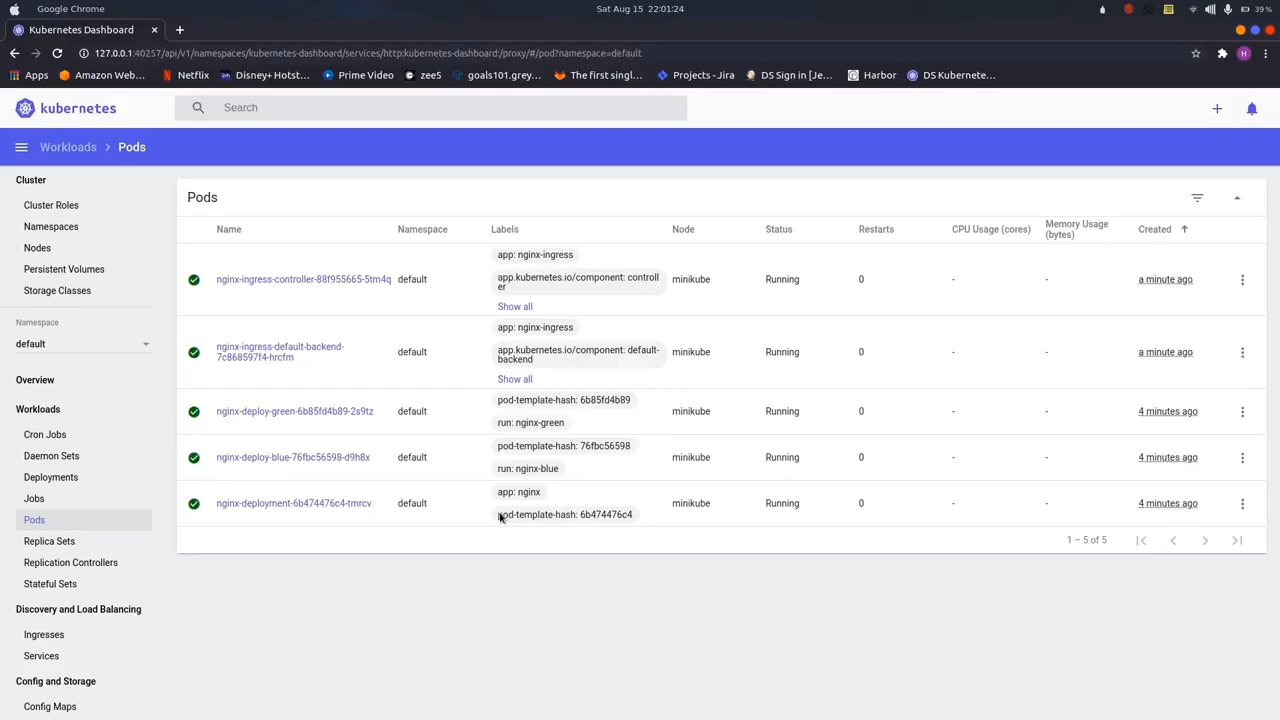 Google Chrome
Sat Aug 15 22:01:24
39 %
Kubernetes Dashboard
127.0.0.1:40257/api/v1/namespaces/kubernetes-dashboard/services/http:kubernetes-dashboard:/proxy/#/pod?namespace=default
H
Apps Amazon Web... Netflix Disney+ Hotst... Prime Video zee5 goals101.grey... The first singl... Projects - Jira DS Sign in [Je... Harbor DS Kubernete...
kubernetes
Search
Workloads > Pods
Cluster
Cluster Roles
Namespaces
Nodes
Persistent Volumes
Storage Classes
Namespace
default
Overview
Workloads
Cron Jobs
Daemon Sets
Deployments
Jobs
Pods
Replica Sets
Replication Controllers
Stateful Sets
Discovery and Load Balancing
Ingresses
Services
Config and Storage
Config Maps
Pods
Name Namespace Labels Node Status Restarts CPU Usage (cores) Memory Usage (bytes) Created
app: nginx-ingress
nginx-ingress-controller-88f955665-5tm4q default app.kubernetes.io/component: controll minikube Running 0 - - a minute ago
er
Show all
app: nginx-ingress
nginx-ingress-default-backend- default app.kubernetes.io/component: default- minikube Running 0 - - a minute ago
7c868597f4-hrcfm backend
Show all
pod-template-hash: 6b85fd4b89
nginx-deploy-green-6b85fd4b89-2s9tz default minikube Running 0 - - 4 minutes ago
run: nginx-green
pod-template-hash: 76fbc56598
nginx-deploy-blue-76fbc56598-d9h8x default minikube Running 0 - - 4 minutes ago
run: nginx-blue
app: nginx
nginx-deployment-6b474476c4-tmrcv default minikube Running 0 - - 4 minutes ago
pod-template-hash: 6b474476c4
1 – 5 of 5